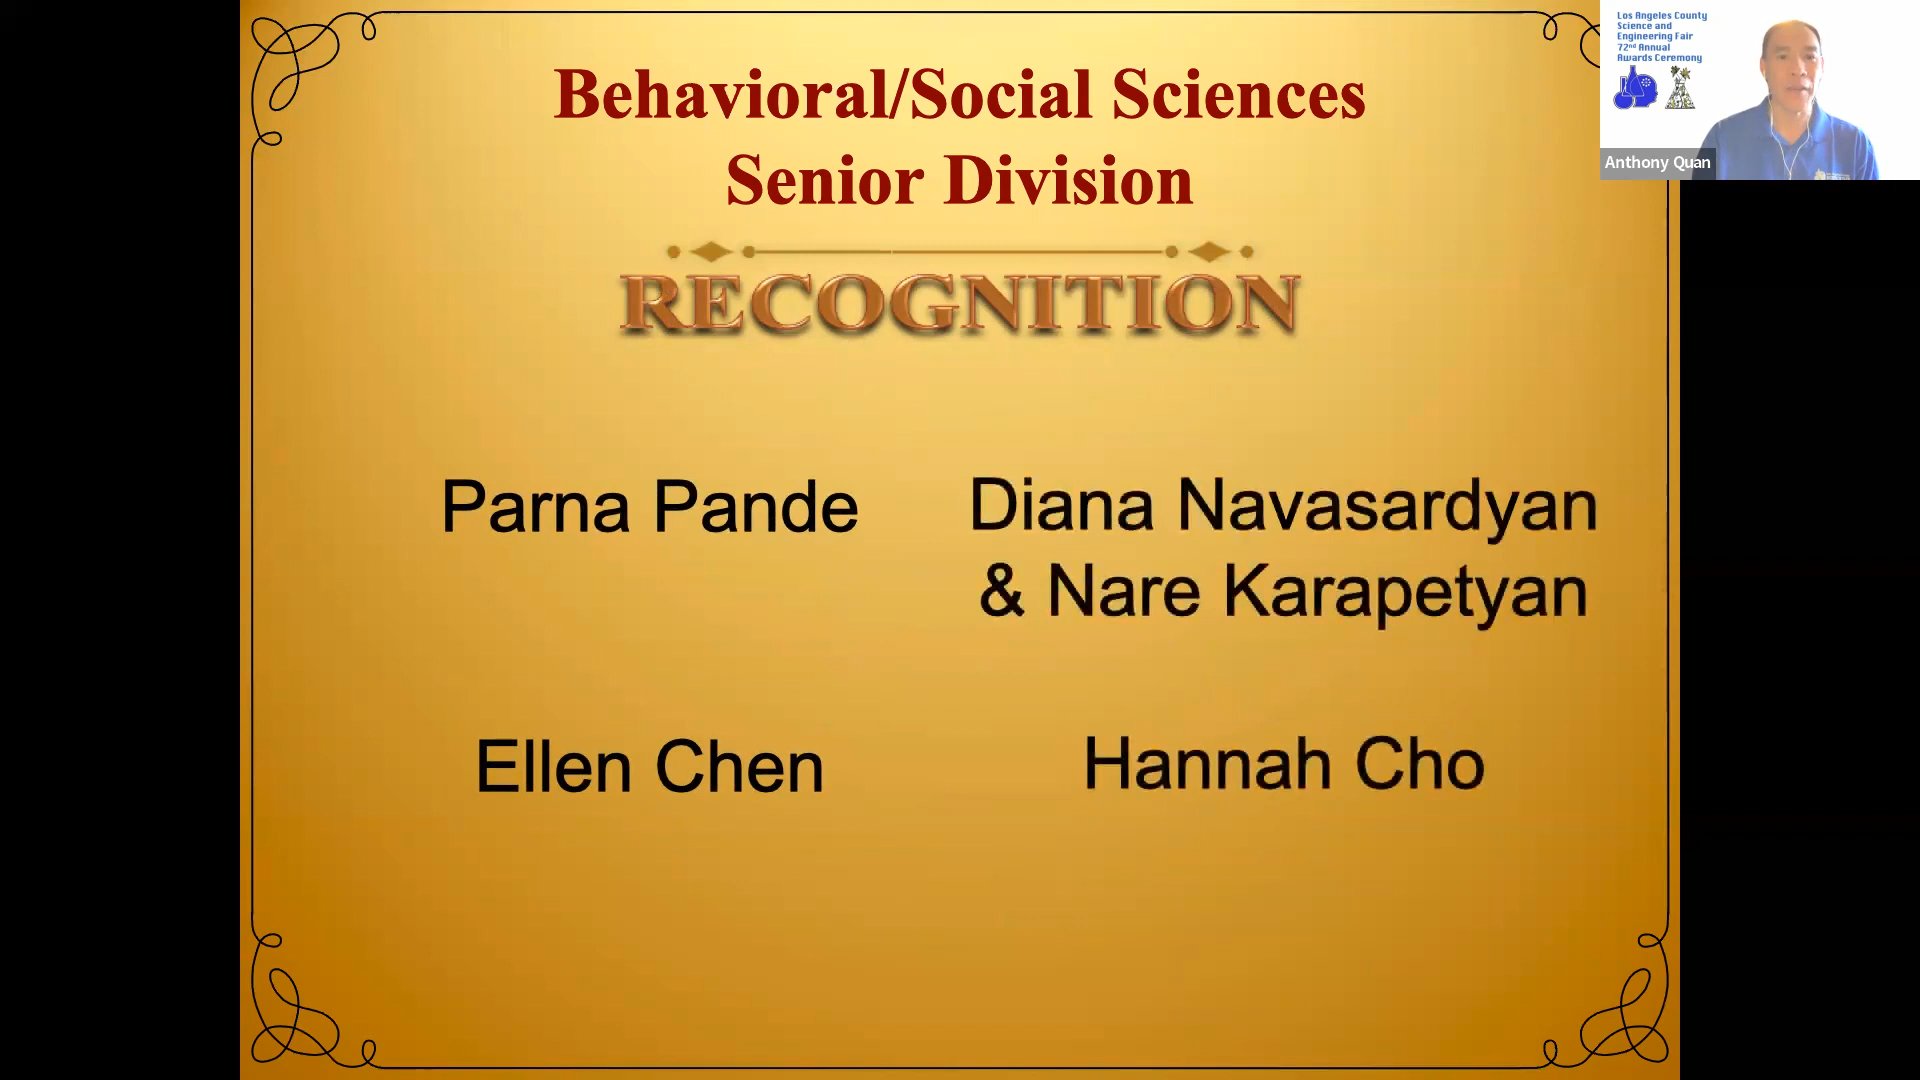 Behavioral/Social Sciences
Senior Division
RECOGNITION
Parna Pande
Diana Navasardyan
& Nare Karapetyan
Ellen Chen
Hannah Cho
Los Angeles County
Science and
Engineering Fair
72nd Annual
Awards Ceremony
Anthony Quan